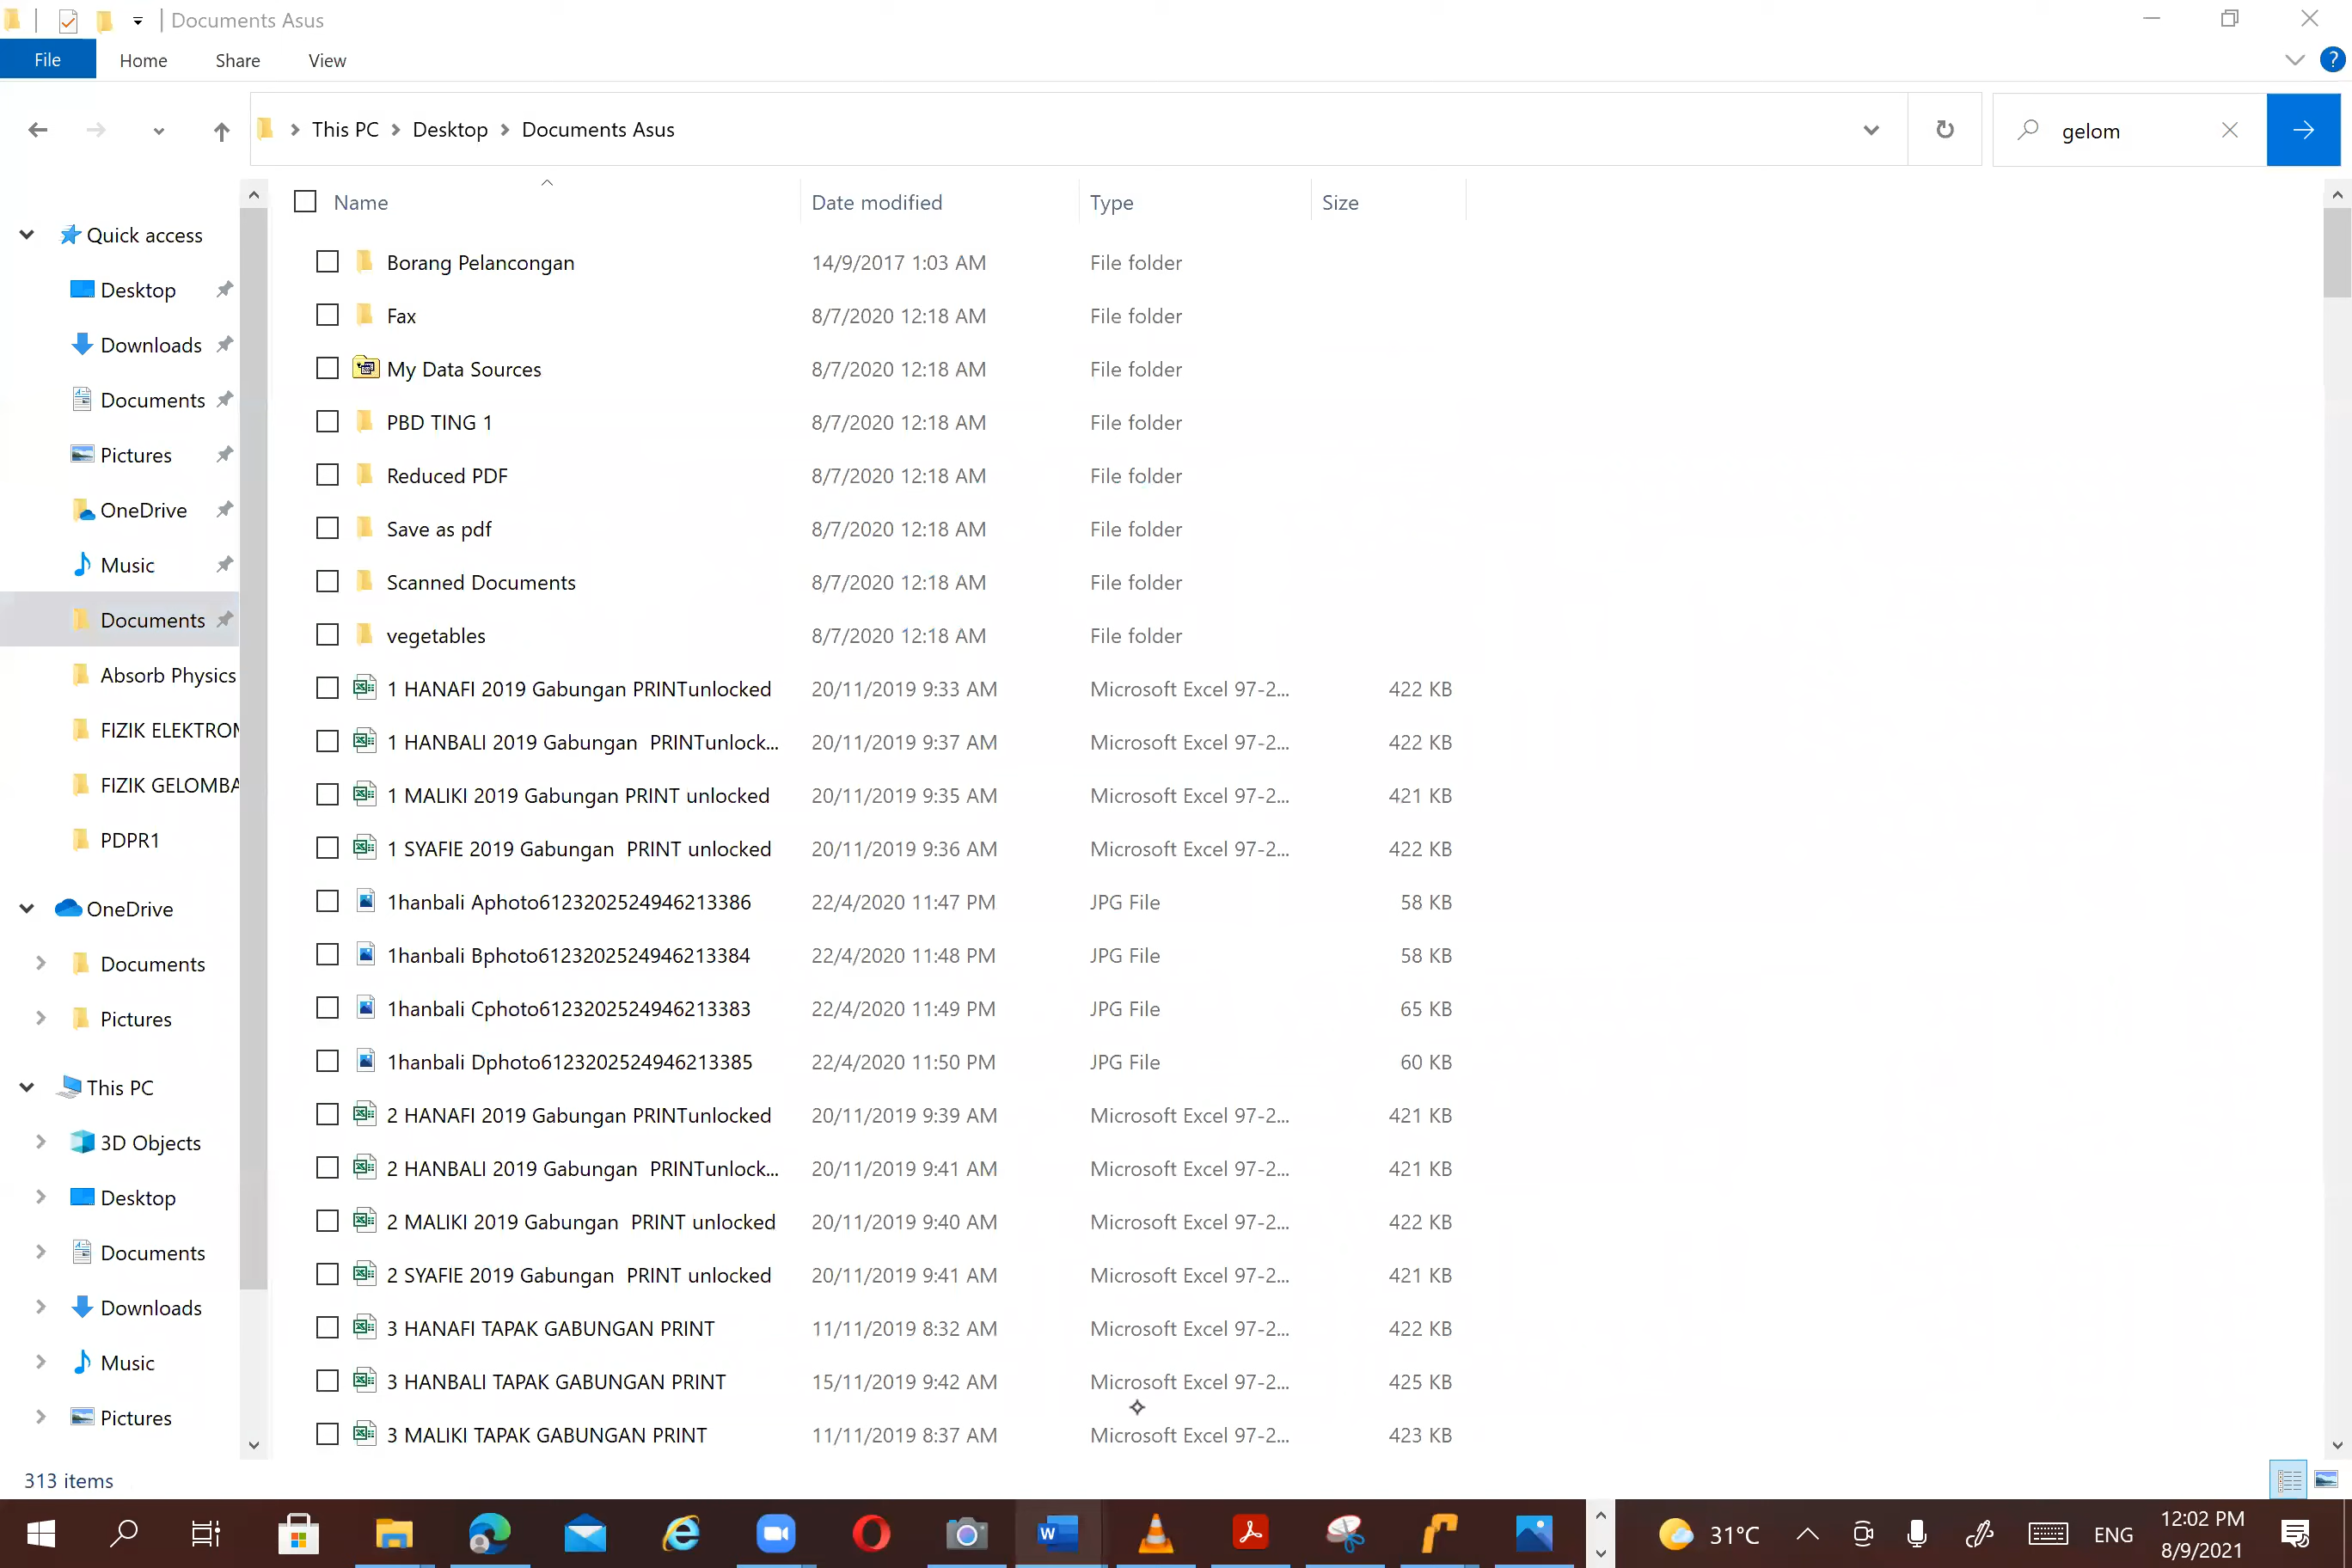 Documents Asus
File Home Share View
This PC Desktop Documents Asus
gelom
Name Date modified Type Size
Quick access
Desktop
Downloads
Documents
Pictures
OneDrive
Music
Documents
Absorb Physics
FIZIK ELEKTROM
FIZIK GELOMBA
PDPR1
OneDrive
Documents
Pictures
This PC
3D Objects
Desktop
Documents
Downloads
Music
Pictures
Borang Pelancongan 14/9/2017 1:03 AM File folder
Fax 8/7/2020 12:18 AM File folder
My Data Sources 8/7/2020 12:18 AM File folder
PBD TING 1 8/7/2020 12:18 AM File folder
Reduced PDF 8/7/2020 12:18 AM File folder
Save as pdf 8/7/2020 12:18 AM File folder
Scanned Documents 8/7/2020 12:18 AM File folder
vegetables 8/7/2020 12:18 AM File folder
1 HANAFI 2019 Gabungan PRINTunlocked 20/11/2019 9:33 AM Microsoft Excel 97-2... 422 KB
1 HANBALI 2019 Gabungan PRINTunlock... 20/11/2019 9:37 AM Microsoft Excel 97-2... 422 KB
1 MALIKI 2019 Gabungan PRINT unlocked 20/11/2019 9:35 AM Microsoft Excel 97-2... 421 KB
1 SYAFIE 2019 Gabungan PRINT unlocked 20/11/2019 9:36 AM Microsoft Excel 97-2... 422 KB
1hanbali Aphoto6123202524946213386 22/4/2020 11:47 PM JPG File 58 KB
1hanbali Bphoto6123202524946213384 22/4/2020 11:48 PM JPG File 58 KB
1hanbali Cphoto6123202524946213383 22/4/2020 11:49 PM JPG File 65 KB
1hanbali Dphoto6123202524946213385 22/4/2020 11:50 PM JPG File 60 KB
2 HANAFI 2019 Gabungan PRINTunlocked 20/11/2019 9:39 AM Microsoft Excel 97-2... 421 KB
2 HANBALI 2019 Gabungan PRINTunlock... 20/11/2019 9:41 AM Microsoft Excel 97-2... 421 KB
2 MALIKI 2019 Gabungan PRINT unlocked 20/11/2019 9:40 AM Microsoft Excel 97-2... 422 KB
2 SYAFIE 2019 Gabungan PRINT unlocked 20/11/2019 9:41 AM Microsoft Excel 97-2... 421 KB
3 HANAFI TAPAK GABUNGAN PRINT 11/11/2019 8:32 AM Microsoft Excel 97-2... 422 KB
3 HANBALI TAPAK GABUNGAN PRINT 15/11/2019 9:42 AM Microsoft Excel 97-2... 425 KB
3 MALIKI TAPAK GABUNGAN PRINT 11/11/2019 8:37 AM Microsoft Excel 97-2... 423 KB
313 items
31°C ENG 12:02 PM
8/9/2021